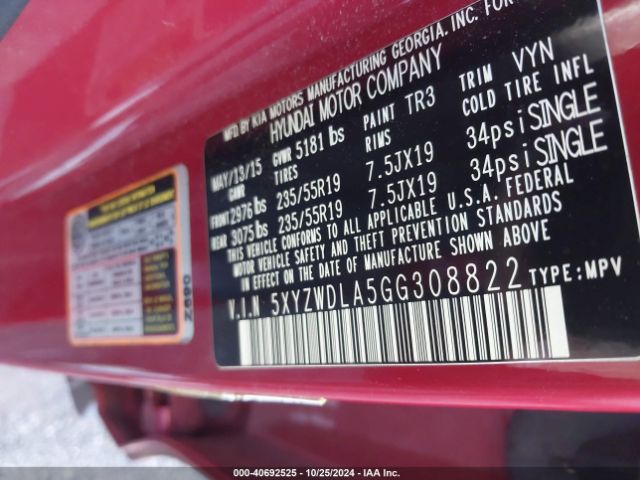 MFD BY KIA MOTORS MANUFACTURING GEORGIA. INC. FOR
HYUNDAI MOTOR COMPANY
MAY/13/15 GVWR 5181 lbs PAINT TR3 TRIM VYN
GAWR TIRES RIMS COLD TIRE INFL
FRONT 2976 lbs 235/55R19 7.5JX19 34psi SINGLE
REAR 3075 lbs 235/55R19 7.5JX19 34psi SINGLE
THIS VEHICLE CONFORMS TO ALL APPLICABLE U.S.A. FEDERAL
MOTOR VEHICLE SAFETY AND THEFT PREVENTION STANDARDS
IN EFFECT ON THE DATE OF MANUFACTURE SHOWN ABOVE
V.I.N 5XYZWDLA5GG308822 TYPE:MPV
Z690
000-40692525 - 10/25/2024 - IAA Inc.